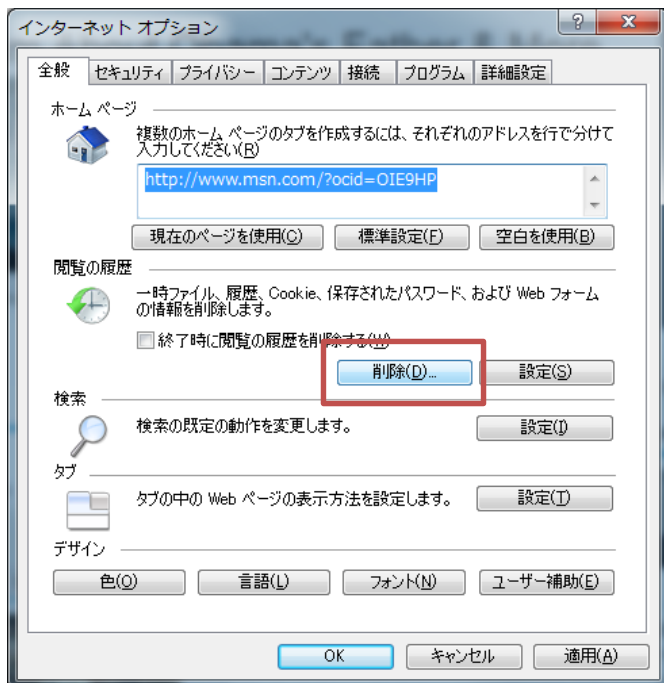 インターネット オプション
全般 セキュリティ プライバシー コンテンツ 接続 プログラム 詳細設定
ホーム ページ
複数のホーム ページのタブを作成するには、それぞれのアドレスを行で分けて
入力してください(R)
http://www.msn.com/?ocid=OIE9HP
現在のページを使用(C) 標準設定(F) 空白を使用(B)
閲覧の履歴
一時ファイル、履歴、Cookie、保存されたパスワード、および Web フォーム
の情報を削除します。
終了時に閲覧の履歴を削除する(W)
削除(D)... 設定(S)
検索
検索の既定の動作を変更します。 設定(I)
タブ
タブの中の Web ページの表示方法を設定します。 設定(T)
デザイン
色(O) 言語(L) フォント(N) ユーザー補助(E)
OK キャンセル 適用(A)